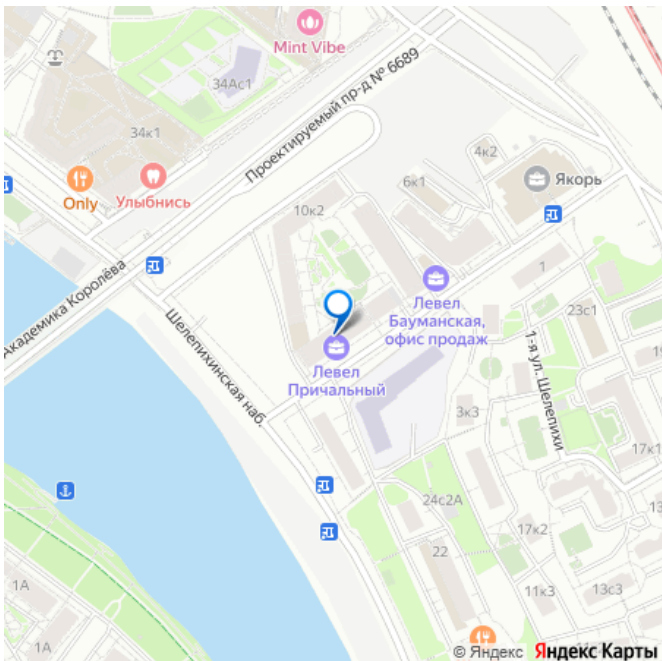 Mint Vibe
34Ас1
Проектируемый пр-д № 6689
34к1
Only
Улыбнись
4к2
6к1
Якорь
10к2
Академика Королёва
Левел
Бауманская,
офис продаж
1
23с1
Шелепихинская наб.
Левел
Причальный
1-я ул. Шелепихи
3к3
17к1
24с2А
17к2
22
11к3
13с3
1А
1А
© Яндекс
Яндекс Карты